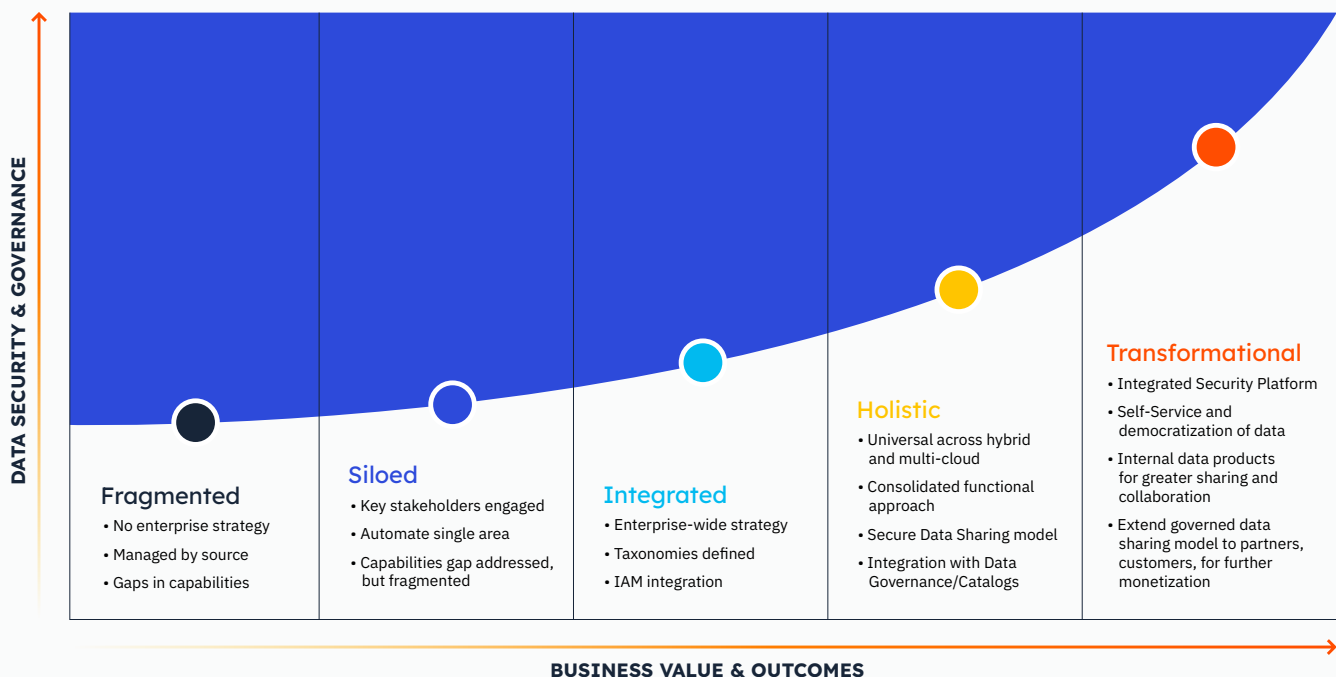 DATA SECURITY & GOVERNANCE
Fragmented
• No enterprise strategy
• Managed by source
• Gaps in capabilities
Siloed
• Key stakeholders engaged
• Automate single area
• Capabilities gap addressed,
but fragmented
Integrated
• Enterprise-wide strategy
• Taxonomies defined
• IAM integration
Holistic
• Universal across hybrid
and multi-cloud
• Consolidated functional
approach
• Secure Data Sharing model
• Integration with Data
Governance/Catalogs
Transformational
• Integrated Security Platform
• Self-Service and
democratization of data
• Internal data products
for greater sharing and
collaboration
• Extend governed data
sharing model to partners,
customers, for further
monetization
BUSINESS VALUE & OUTCOMES